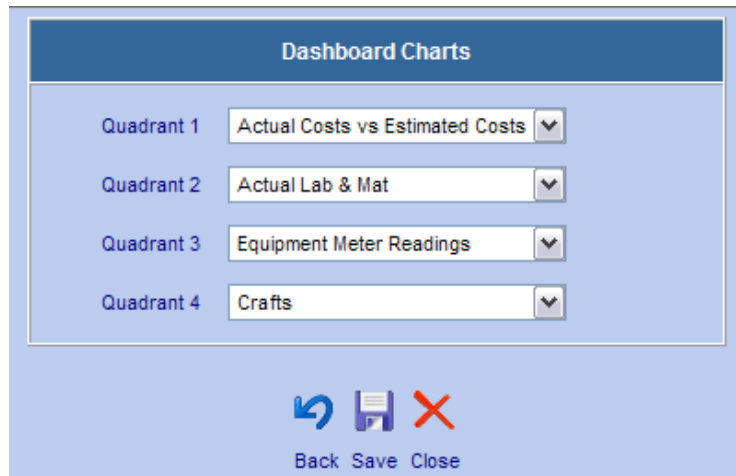 Dashboard Charts
Quadrant 1 Actual Costs vs Estimated Costs
Quadrant 2 Actual Lab & Mat
Quadrant 3 Equipment Meter Readings
Quadrant 4 Crafts
Back Save Close